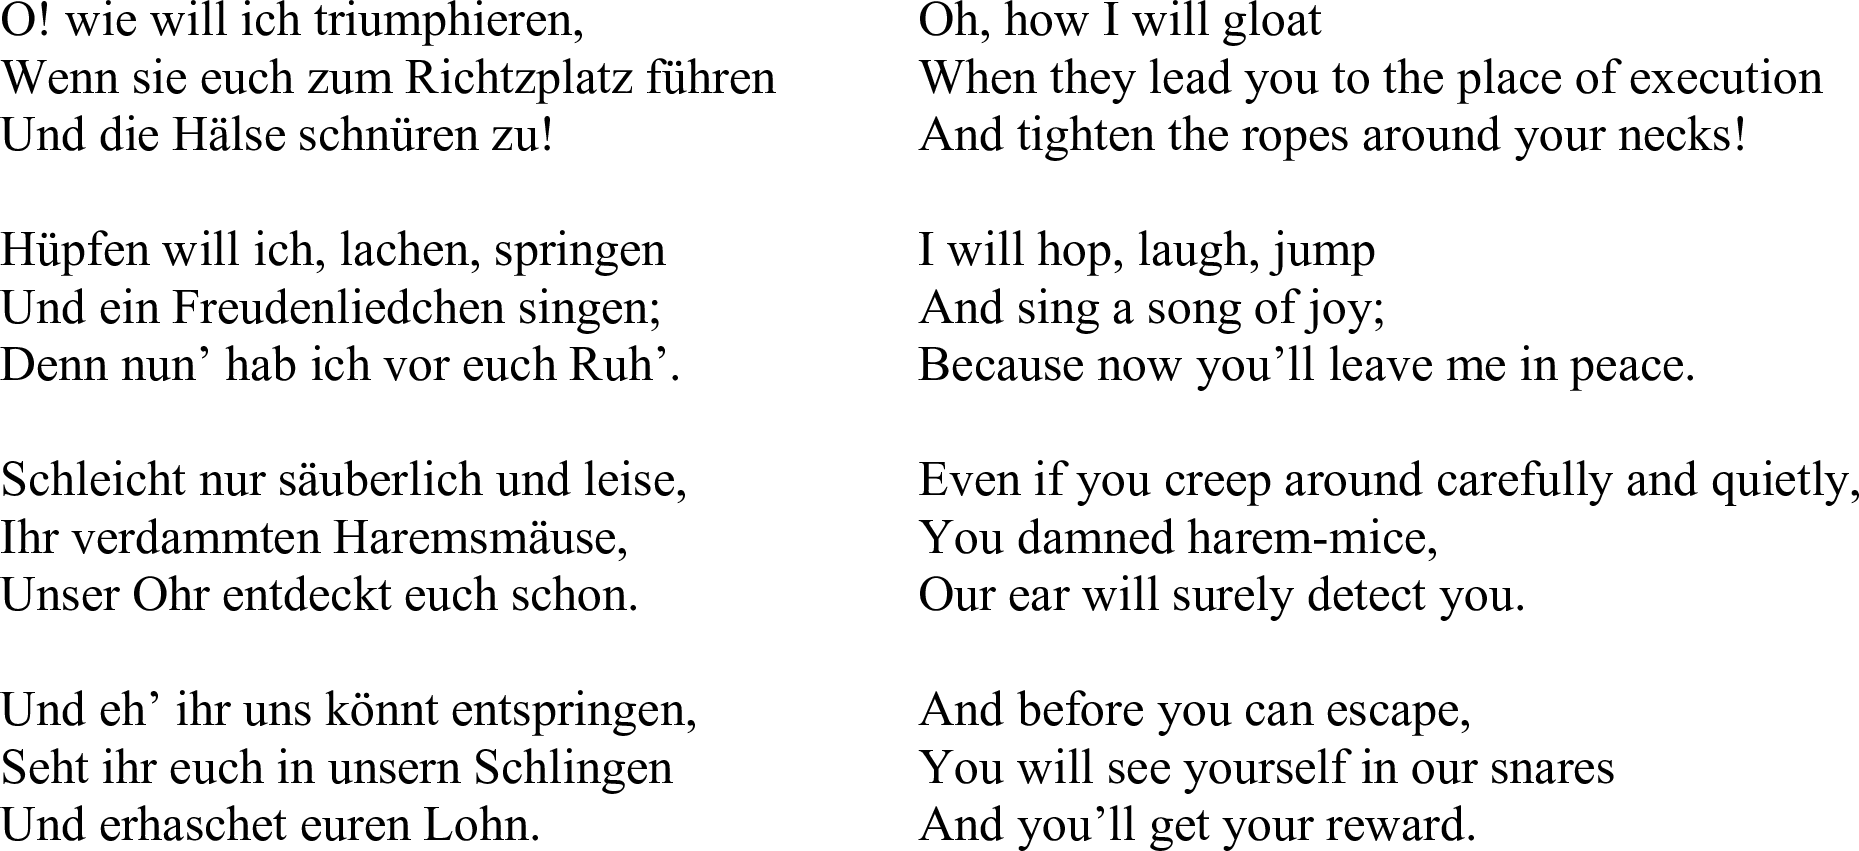 O! wie will ich triumphieren,
Wenn sie euch zum Richtzplatz führen
Und die Hälse schnüren zu!

Hüpfen will ich, lachen, springen
Und ein Freudenliedchen singen;
Denn nun’ hab ich vor euch Ruh’.

Schleicht nur säuberlich und leise,
Ihr verdammten Haremsmäuse,
Unser Ohr entdeckt euch schon.

Und eh’ ihr uns könnt entspringen,
Seht ihr euch in unsern Schlingen
Und erhaschet euren Lohn.

Oh, how I will gloat
When they lead you to the place of execution
And tighten the ropes around your necks!

I will hop, laugh, jump
And sing a song of joy;
Because now you’ll leave me in peace.

Even if you creep around carefully and quietly,
You damned harem-mice,
Our ear will surely detect you.

And before you can escape,
You will see yourself in our snares
And you’ll get your reward.